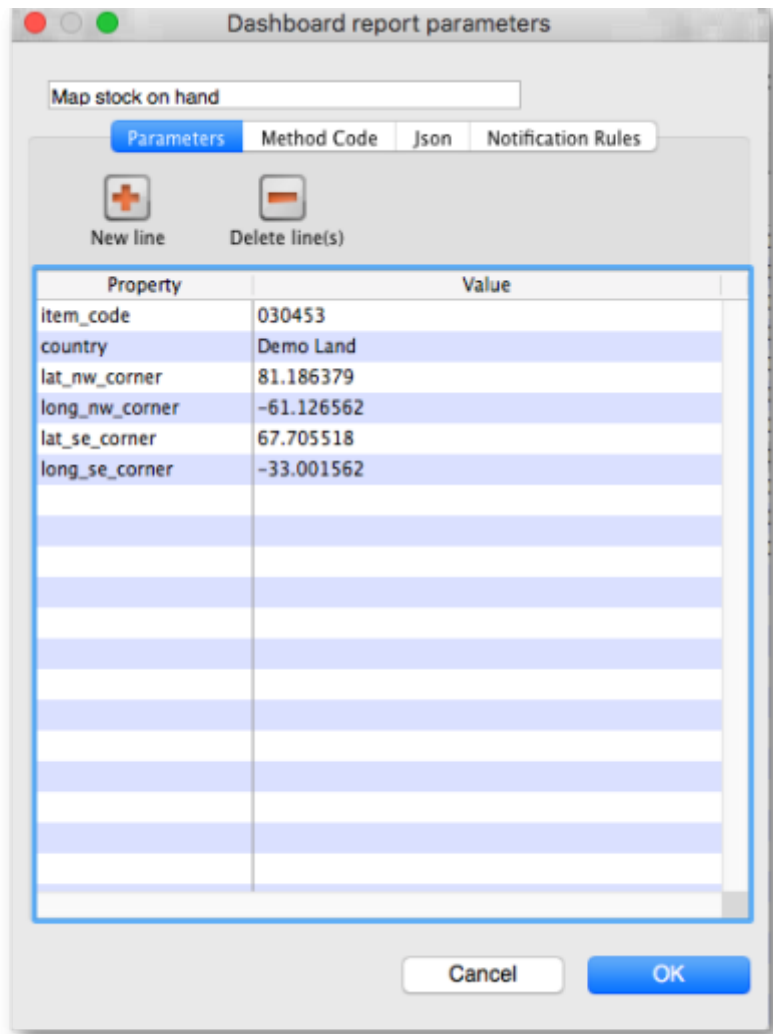 Dashboard report parameters
Map stock on hand
Parameters Method Code Json Notification Rules
New line Delete line(s)
Property Value
item_code 030453
country Demo Land
lat_nw_corner 81.186379
long_nw_corner -61.126562
lat_se_corner 67.705518
long_se_corner -33.001562
Cancel OK